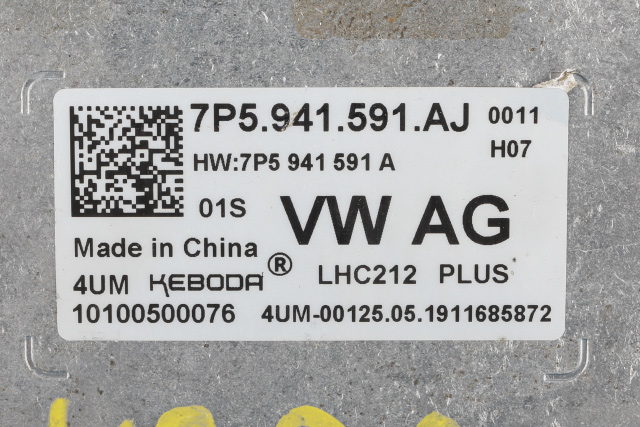 7P5.941.591.AJ 0011
HW:7P5 941 591 A H07
01S VW AG
Made in China
4UM KEBODA® LHC212 PLUS
10100500076 4UM-00125.05.1911685872